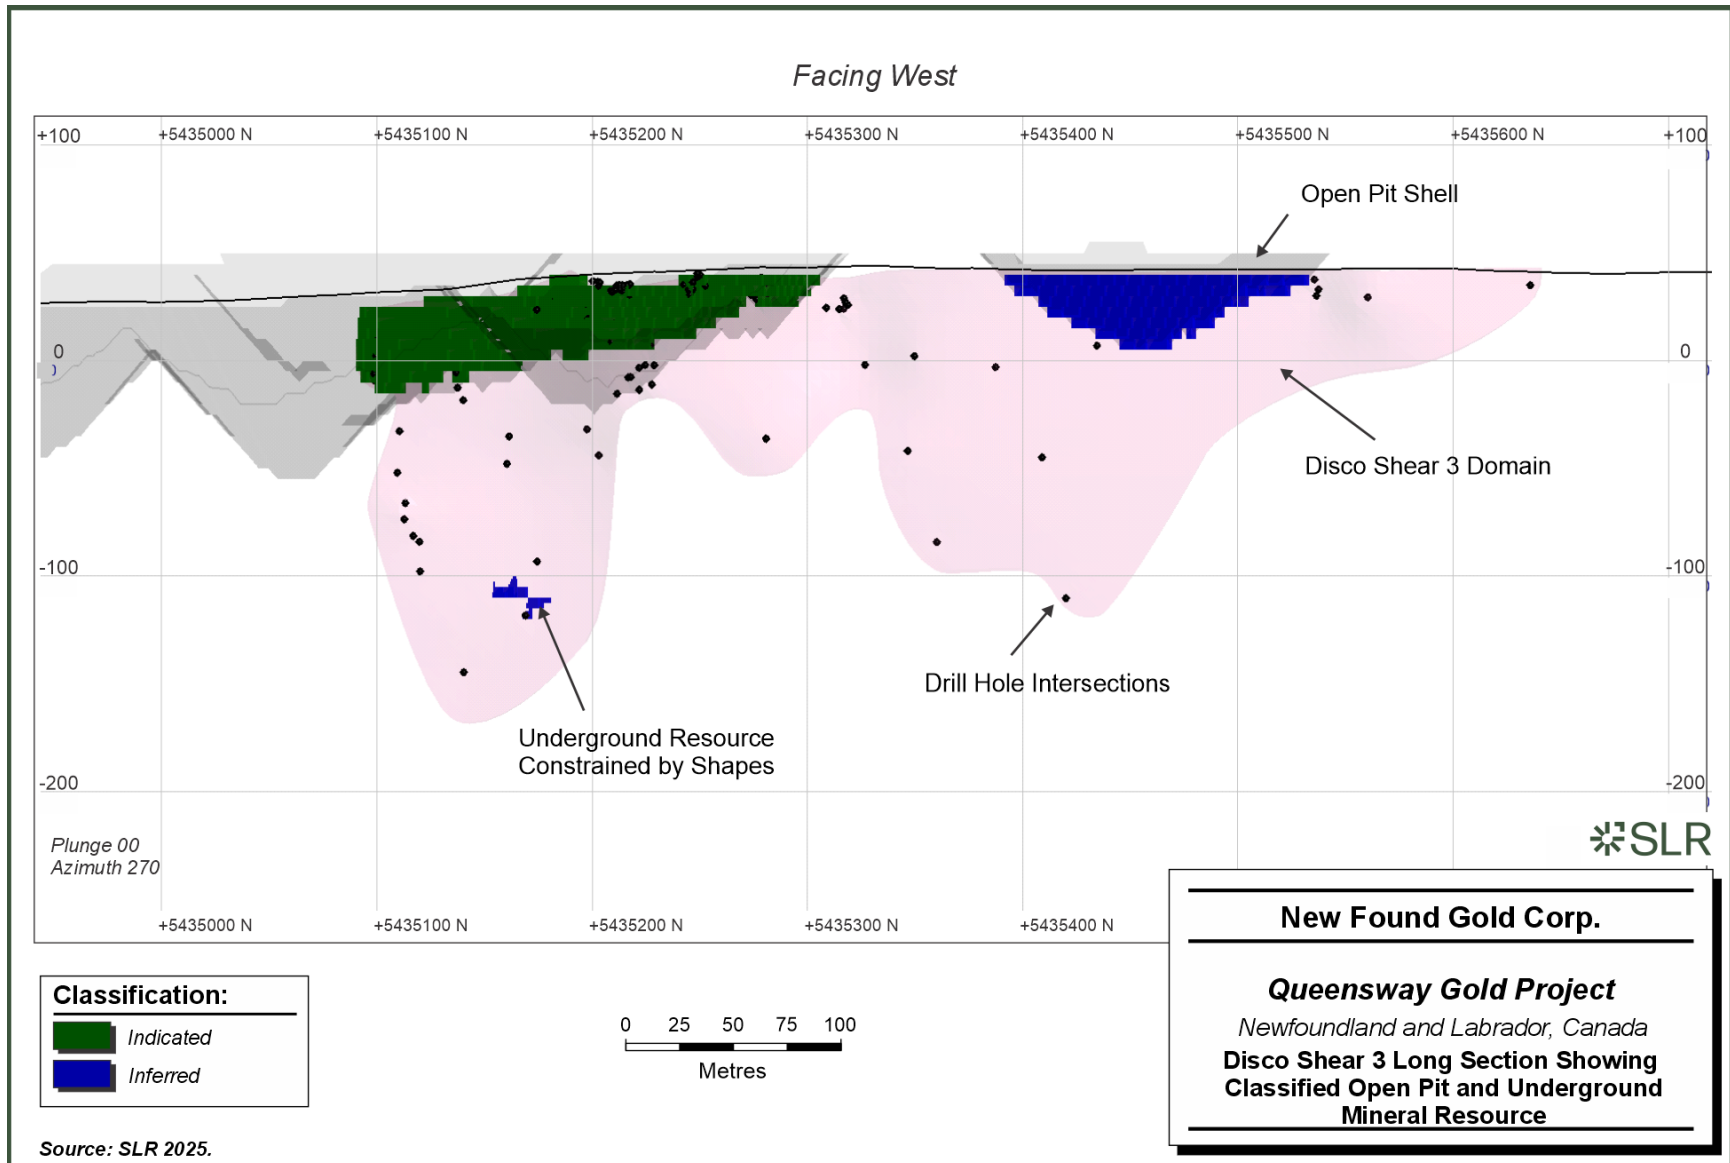 Facing West
+100 +5435000 N +5435100 N +5435200 N +5435300 N +5435400 N +5435500 N +5435600 N +100
Open Pit Shell
0 0
Disco Shear 3 Domain
-100 -100
Drill Hole Intersections
Underground Resource
Constrained by Shapes
-200 -200
Plunge 00
Azimuth 270
SLR
+5435000 N +5435100 N +5435200 N +5435300 N +5435400 N
New Found Gold Corp.
Queensway Gold Project
Newfoundland and Labrador, Canada
Disco Shear 3 Long Section Showing
Classified Open Pit and Underground
Mineral Resource
Classification:
Indicated
Inferred
0 25 50 75 100
Metres
Source: SLR 2025.